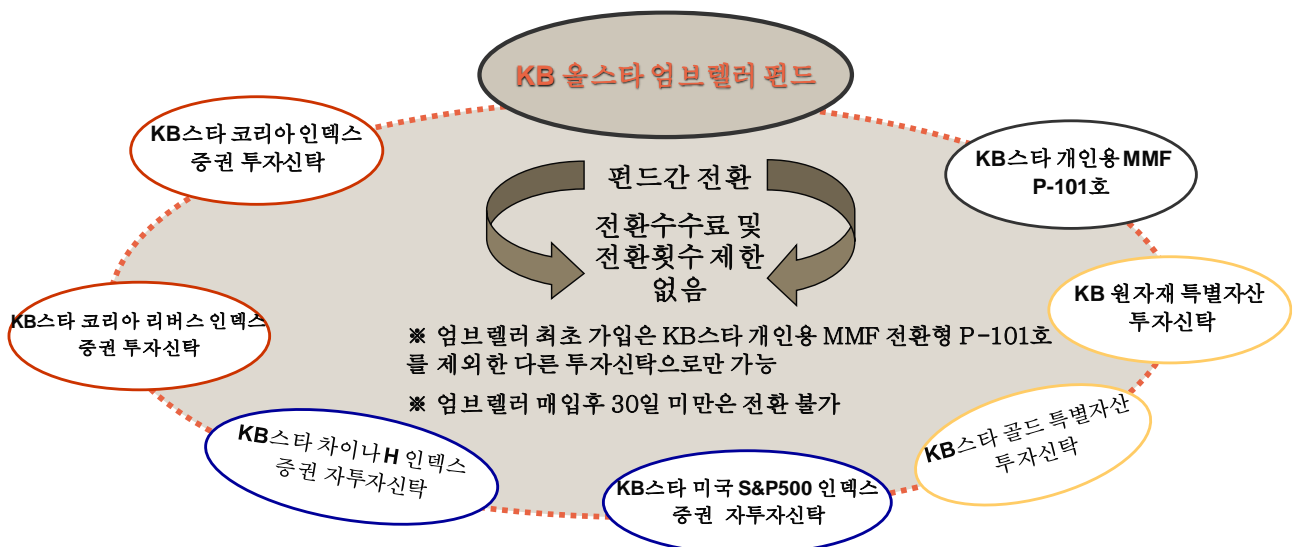 KB 올스타 엄브렐러 펀드
KB스타 코리아 인덱스
증권 투자신탁
KB스타 개인용 MMF
P-101호
펀드간 전환
전환수수료 및
전환횟수 제한
없음
KB스타 코리아 리버스 인덱스
증권 투자신탁
KB 원자재 특별자산
투자신탁
※ 엄브렐러 최초 가입은 KB스타 개인용 MMF 전환형 P-101호
를 제외한 다른 투자신탁으로만 가능
※ 엄브렐러 매입후 30일 미만은 전환 불가
KB스타 차이나 H 인덱스
증권 자투자신탁
KB스타 미국 S&P500 인덱스
증권 자투자신탁
KB스타 골드 특별자산
투자신탁